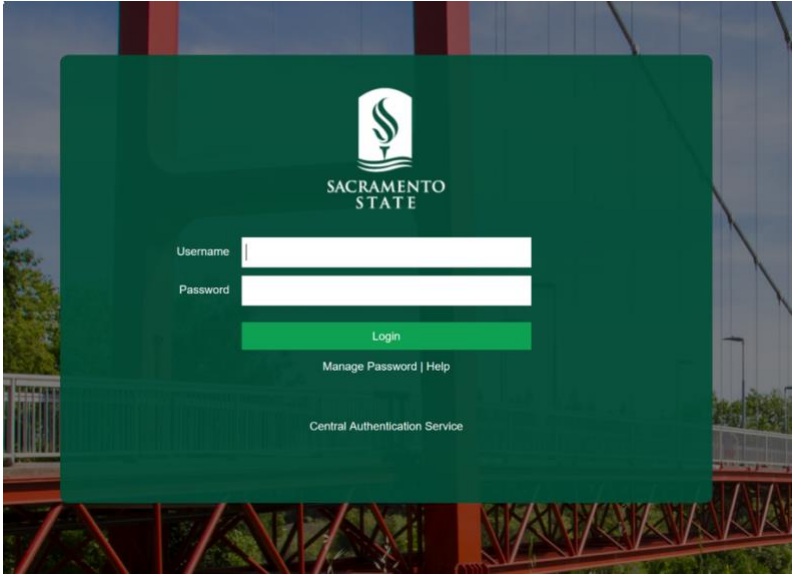 SACRAMENTO
STATE
Username
Password
Login
Manage Password | Help
Central Authentication Service